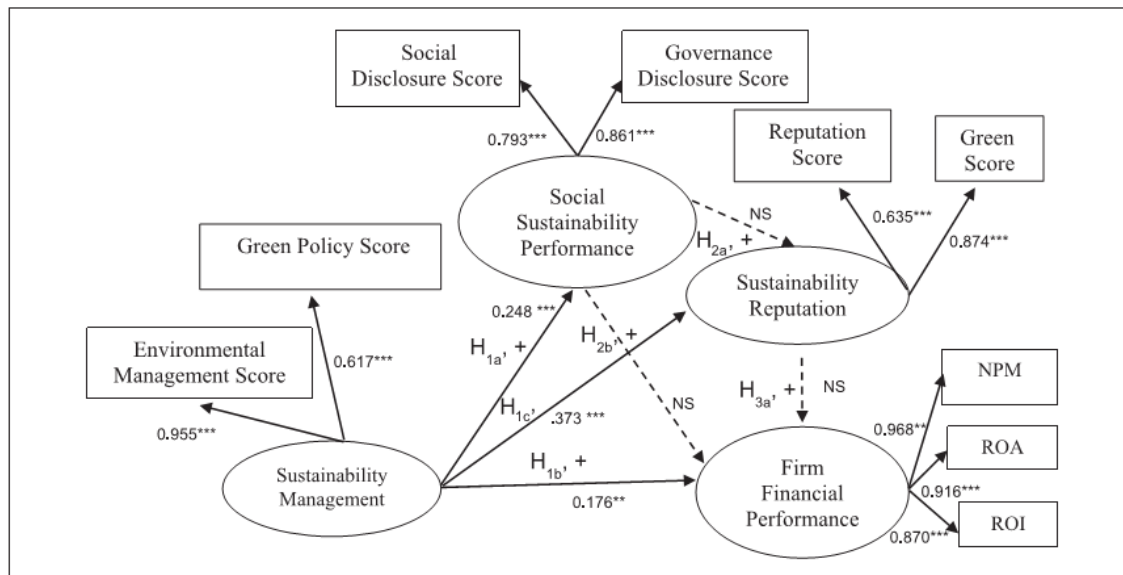 Social
Disclosure Score
Governance
Disclosure Score
0.793***
0.861***
Reputation
Score
Green
Score
Social
Sustainability
Performance
NS
0.635***
0.874***
H2a, +
Green Policy Score
Sustainability
Reputation
0.248 ***
H1a, +
H2b, +
Environmental
Management Score
0.617***
H1c,
.373 ***
NS
H3a, +
NS
NPM
0.955***
0.968**
Sustainability
Management
H1b, +
0.176**
Firm
Financial
Performance
ROA
0.916***
ROI
0.870***